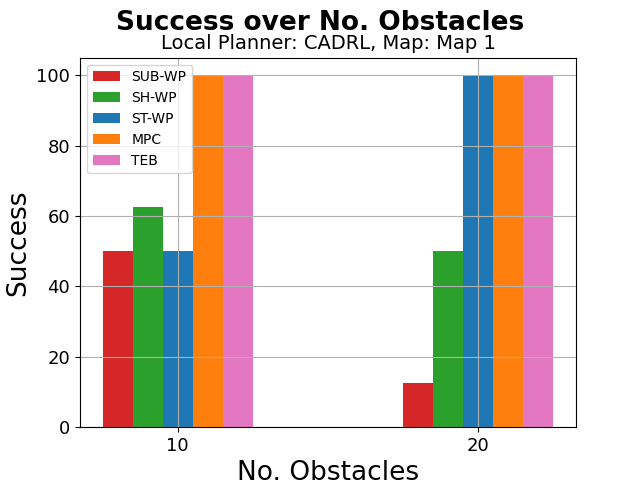 Success over No. Obstacles
Local Planner: CADRL, Map: Map 1
SUB-WP
SH-WP
ST-WP
MPC
TEB
100
80
60
40
20
0
Success
10
20
No. Obstacles